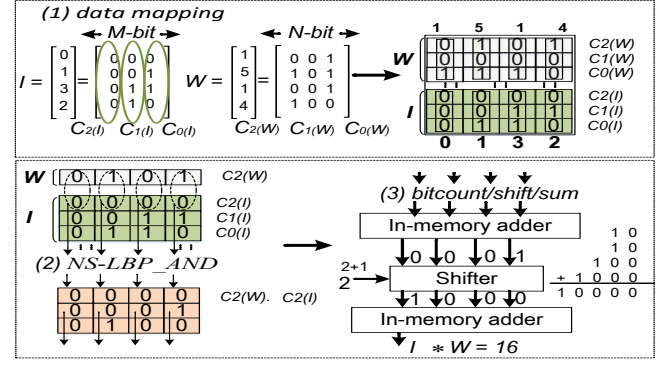 (1) data mapping
M-bit
N-bit
1 5 1 4
I = 0 1 3 2 = 0 0 0 0 0 1 0 1 1 0 1 0
W = 1 5 1 4 = 0 0 1 1 0 1 0 0 1 1 0 0
C2(I) C1(I) C0(I)
C2(W) C1(W) C0(W)
W 0 1 0 1 C2(W)
0 0 0 0 C1(W)
1 1 1 0 C0(W)
I 0 0 0 0 C2(I)
0 0 1 1 C1(I)
0 1 1 0 C0(I)
0 1 3 2
W 0 1 0 1 C2(W)
I 0 0 0 0 C2(I)
0 0 1 1 C1(I)
0 1 1 0 C0(I)
(2) NS-LBP_AND
0 0 0 0 C2(W). C2(I)
0 0 0 1
0 1 0 0
(3) bitcount/shift/sum
In-memory adder
0 0 0 1
2+1
2
Shifter
1 0 0 0
In-memory adder
I * W = 16
1 0
1 0
1 0 0
+ 1 0 0 0
1 0 0 0 0